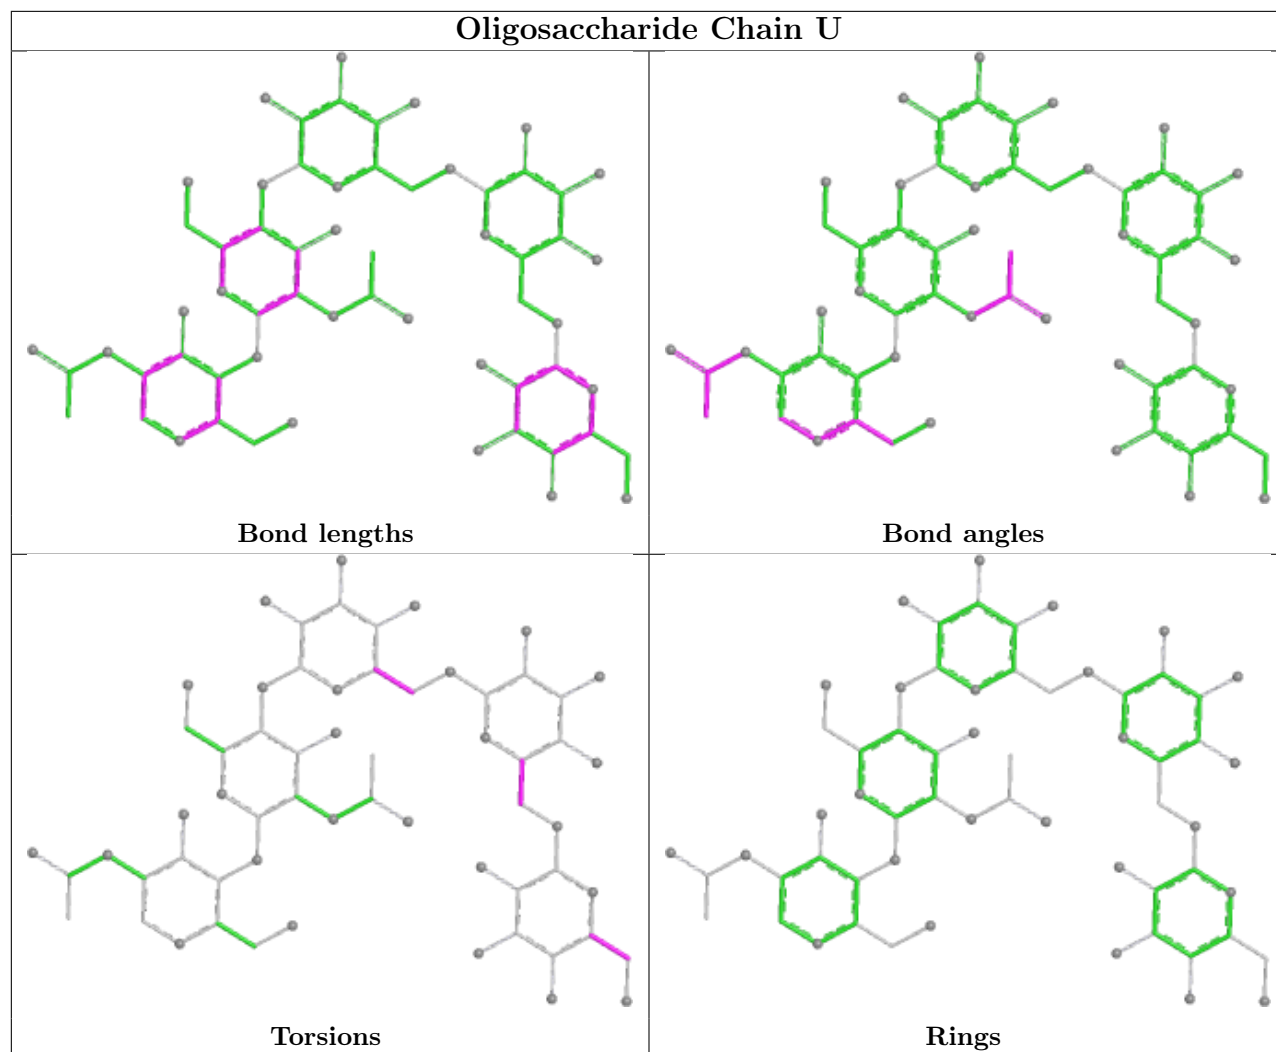 Oligosaccharide Chain U
Bond lengths
Bond angles
Torsions
Rings